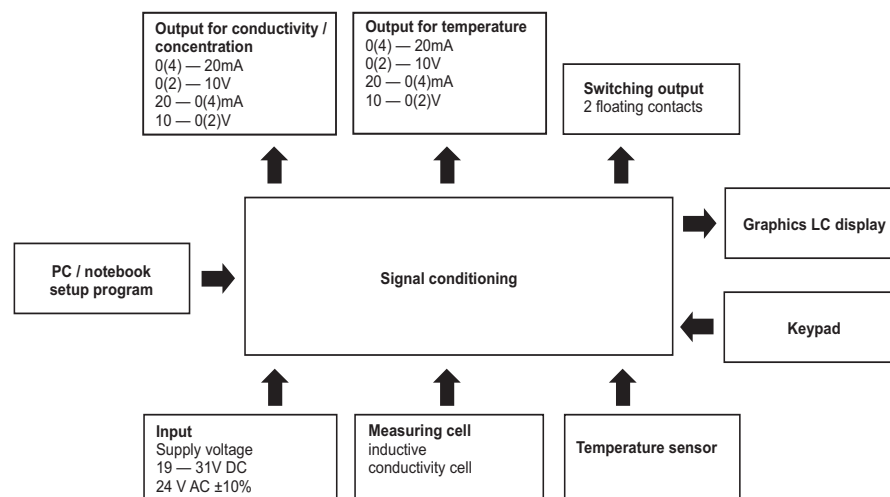 Output for conductivity /
concentration
0(4) — 20mA
0(2) — 10V
20 — 0(4)mA
10 — 0(2)V
Output for temperature
0(4) — 20mA
0(2) — 10V
20 — 0(4)mA
10 — 0(2)V
Switching output
2 floating contacts
Graphics LC display
PC / notebook
setup program
Signal conditioning
Keypad
Input
Supply voltage
19 — 31V DC
24 V AC ±10%
Measuring cell
inductive
conductivity cell
Temperature sensor